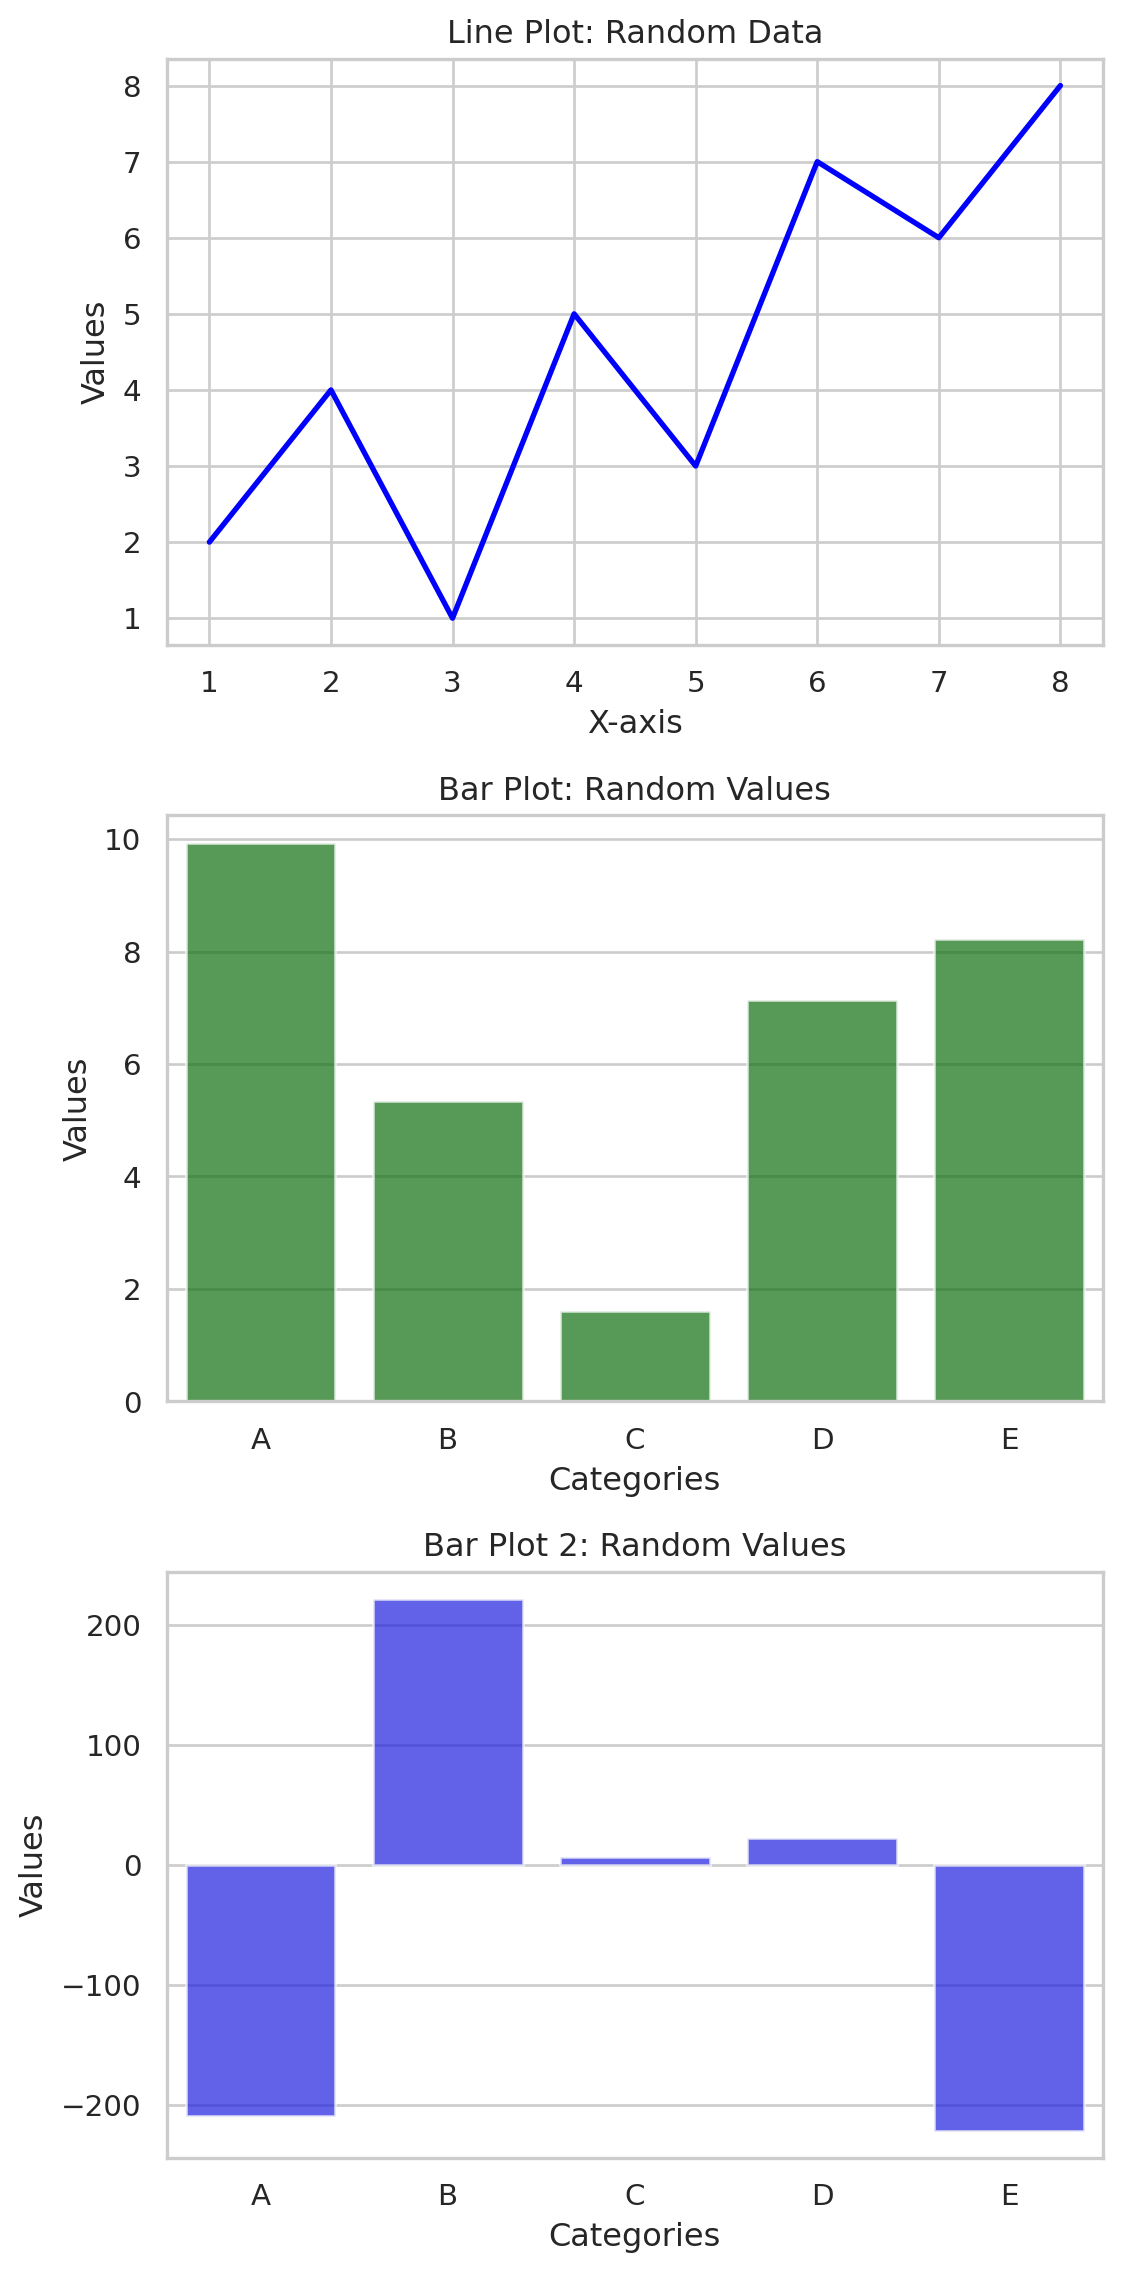 Line Plot: Random Data
8
7
6
5
4
3
2
1
Values
1 2 3 4 5 6 7 8
X-axis
Bar Plot: Random Values
10
8
6
4
2
0
Values
A B C D E
Categories
Bar Plot 2: Random Values
200
100
0
−100
−200
Values
A B C D E
Categories